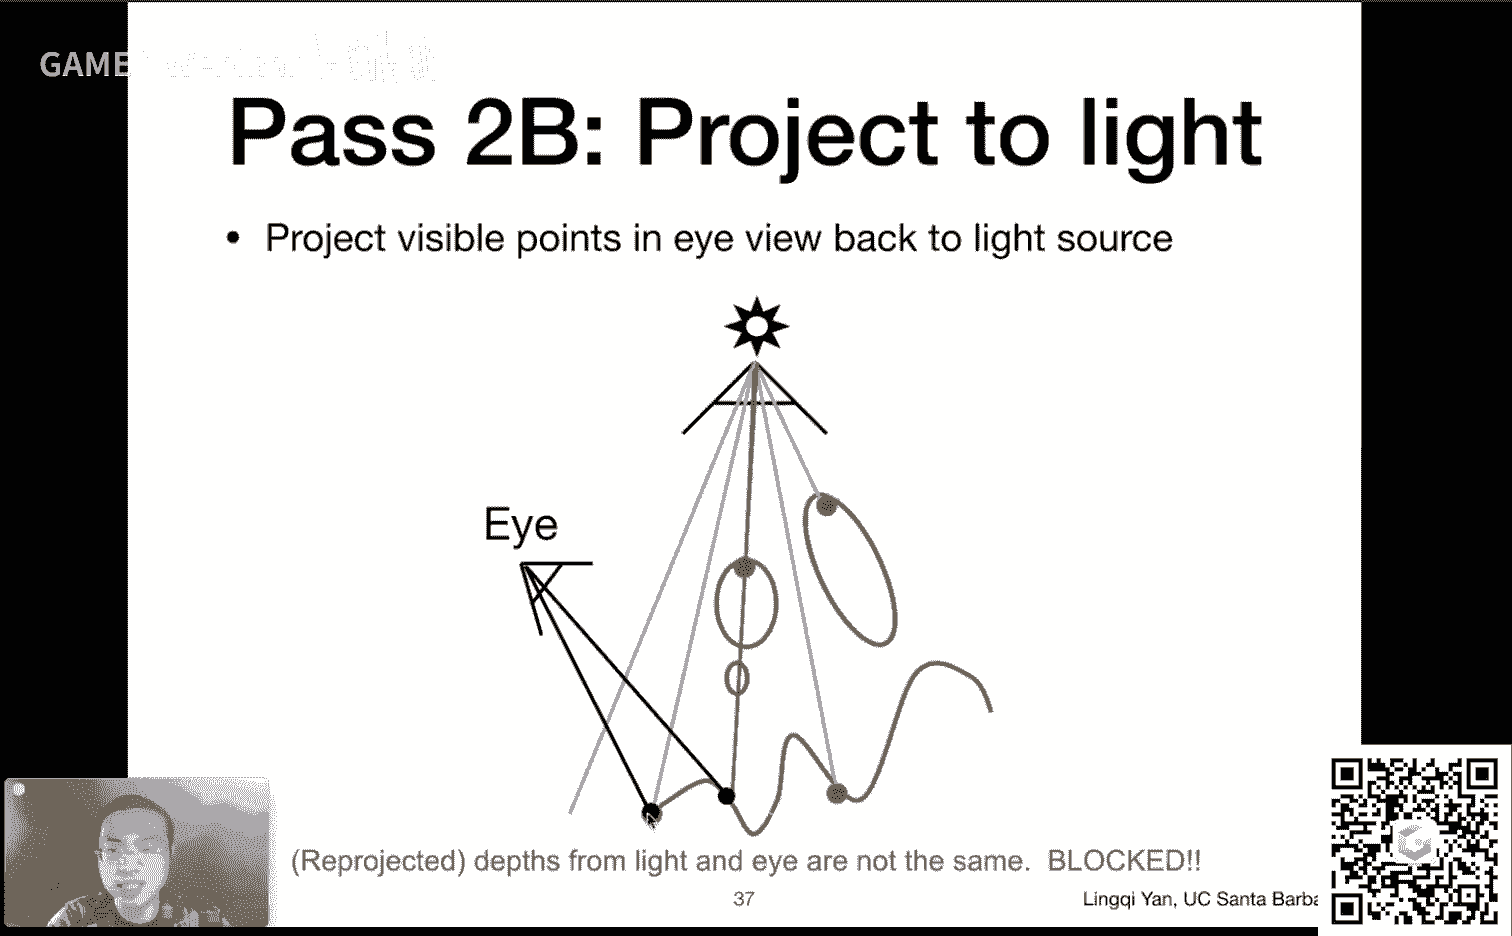 GAME
Pass 2B: Project to light
• Project visible points in eye view back to light source
Eye
(Reprojected) depths from light and eye are not the same. BLOCKED!!
37
Lingqi Yan, UC Santa Barba